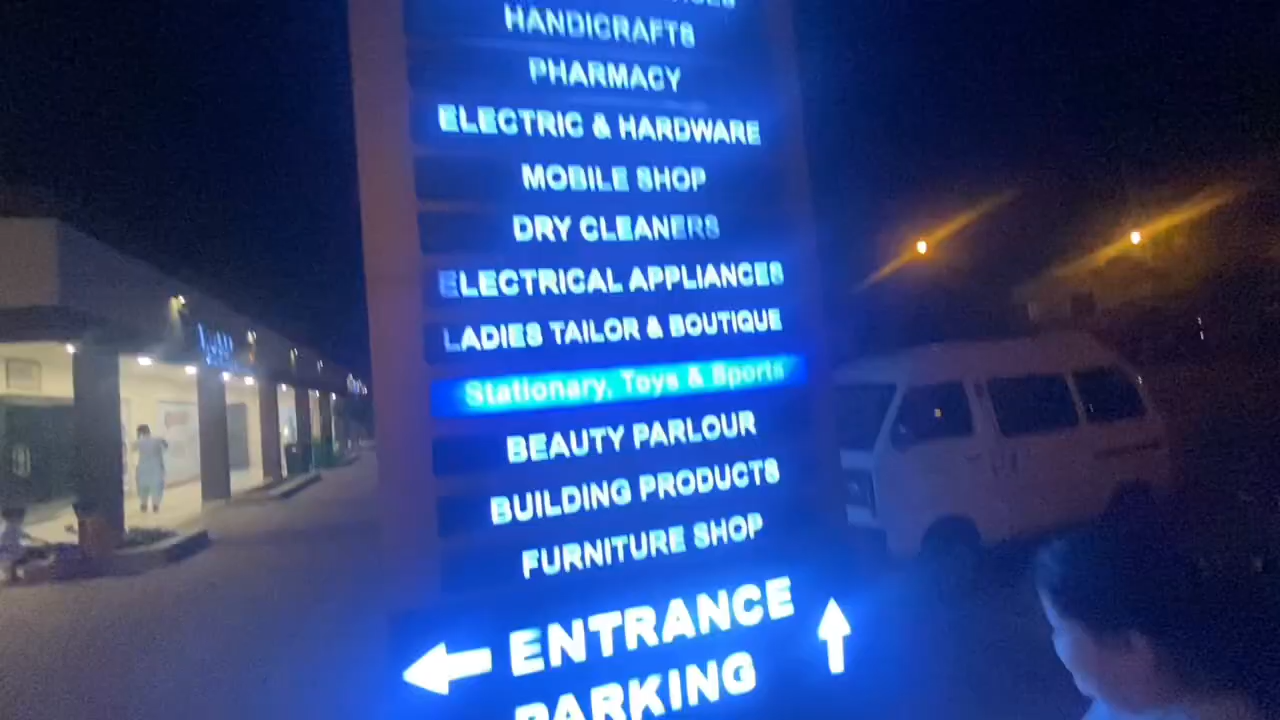 HANDICRAFTS
PHARMACY
ELECTRIC & HARDWARE
MOBILE SHOP
DRY CLEANERS
ELECTRICAL APPLIANCES
LADIES TAILOR & BOUTIQUE
Stationary, Toys & Sports
BEAUTY PARLOUR
BUILDING PRODUCTS
FURNITURE SHOP
ENTRANCE
PARKING